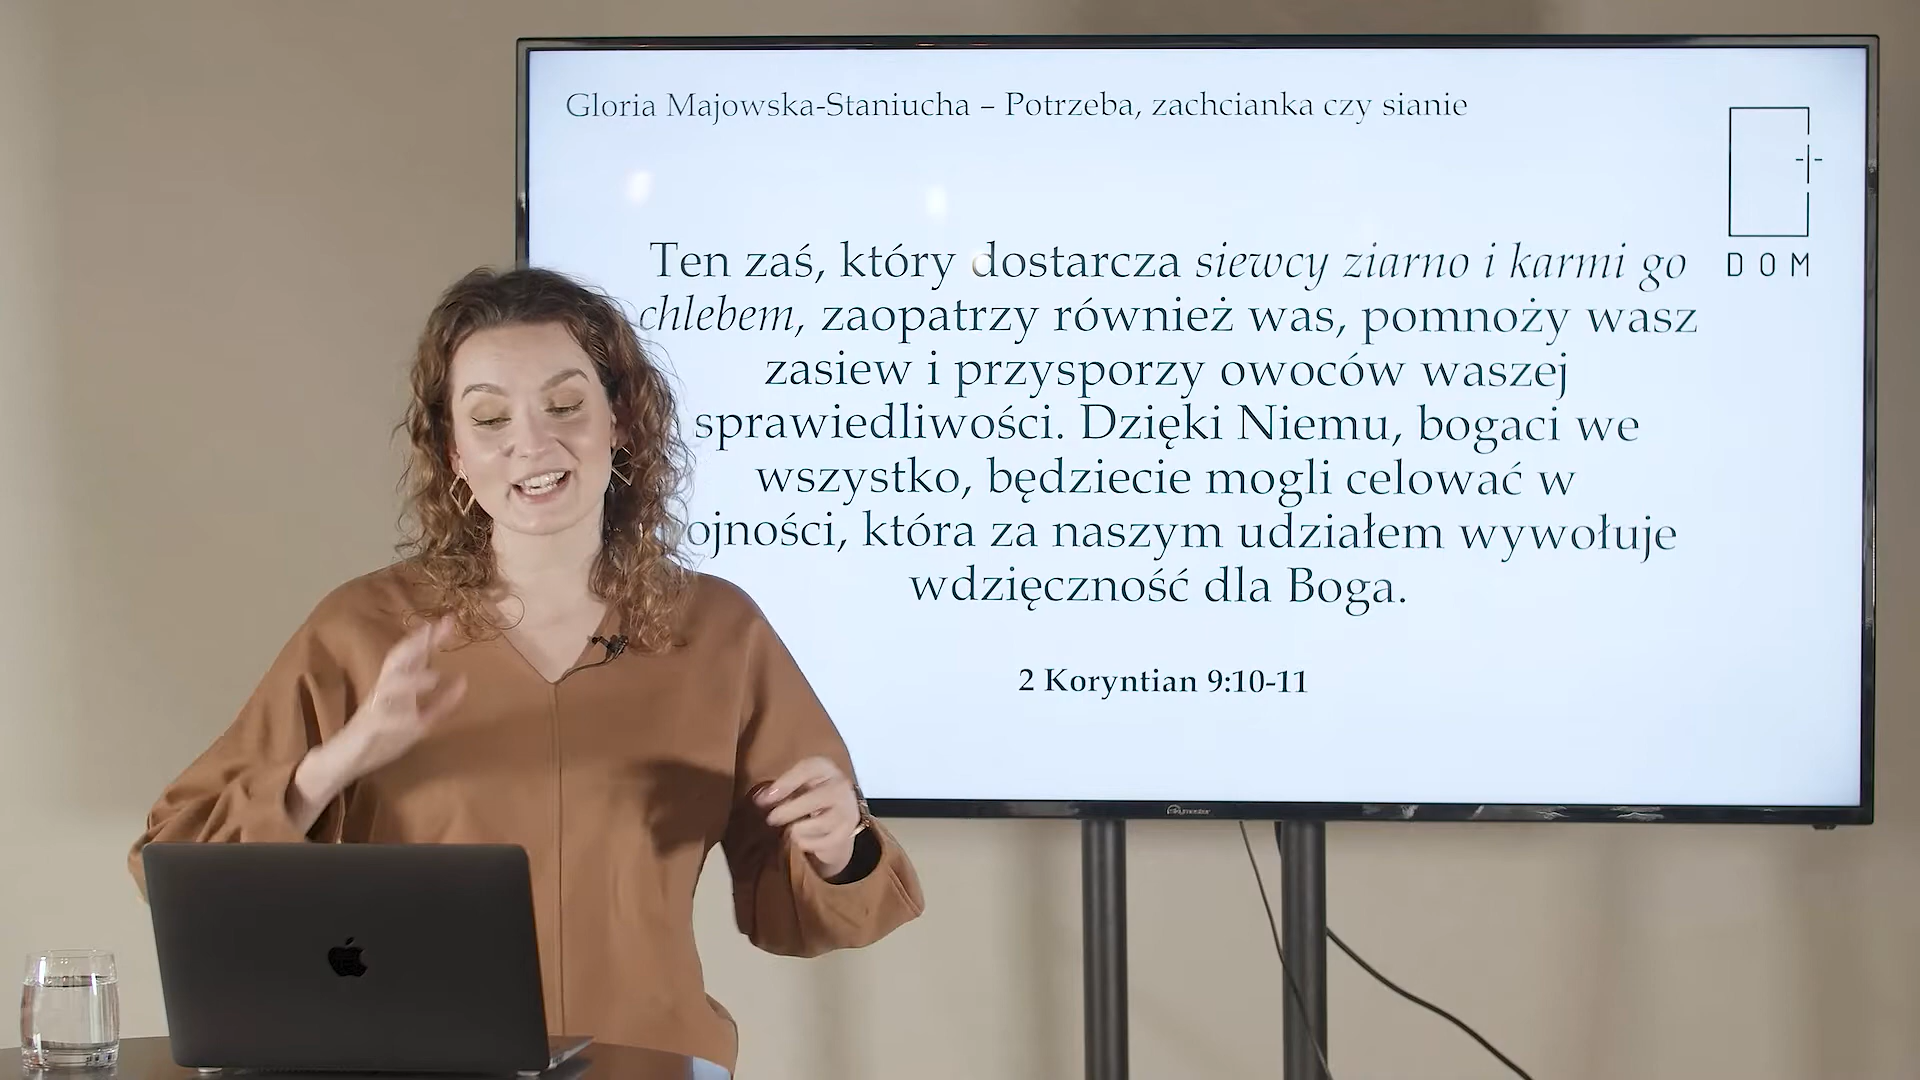 Gloria Majowska-Staniucha – Potrzeba, zachcianka czy sianie
DOM
Ten zaś, który dostarcza siewcy ziarno i karmi go
chlebem, zaopatrzy również was, pomnoży wasz
zasiew i przysporzy owoców waszej
sprawiedliwości. Dzięki Niemu, bogaci we
wszystko, będziecie mogli celować w
ojności, która za naszym udziałem wywołuje
wdzięczność dla Boga.
2 Koryntian 9:10-11